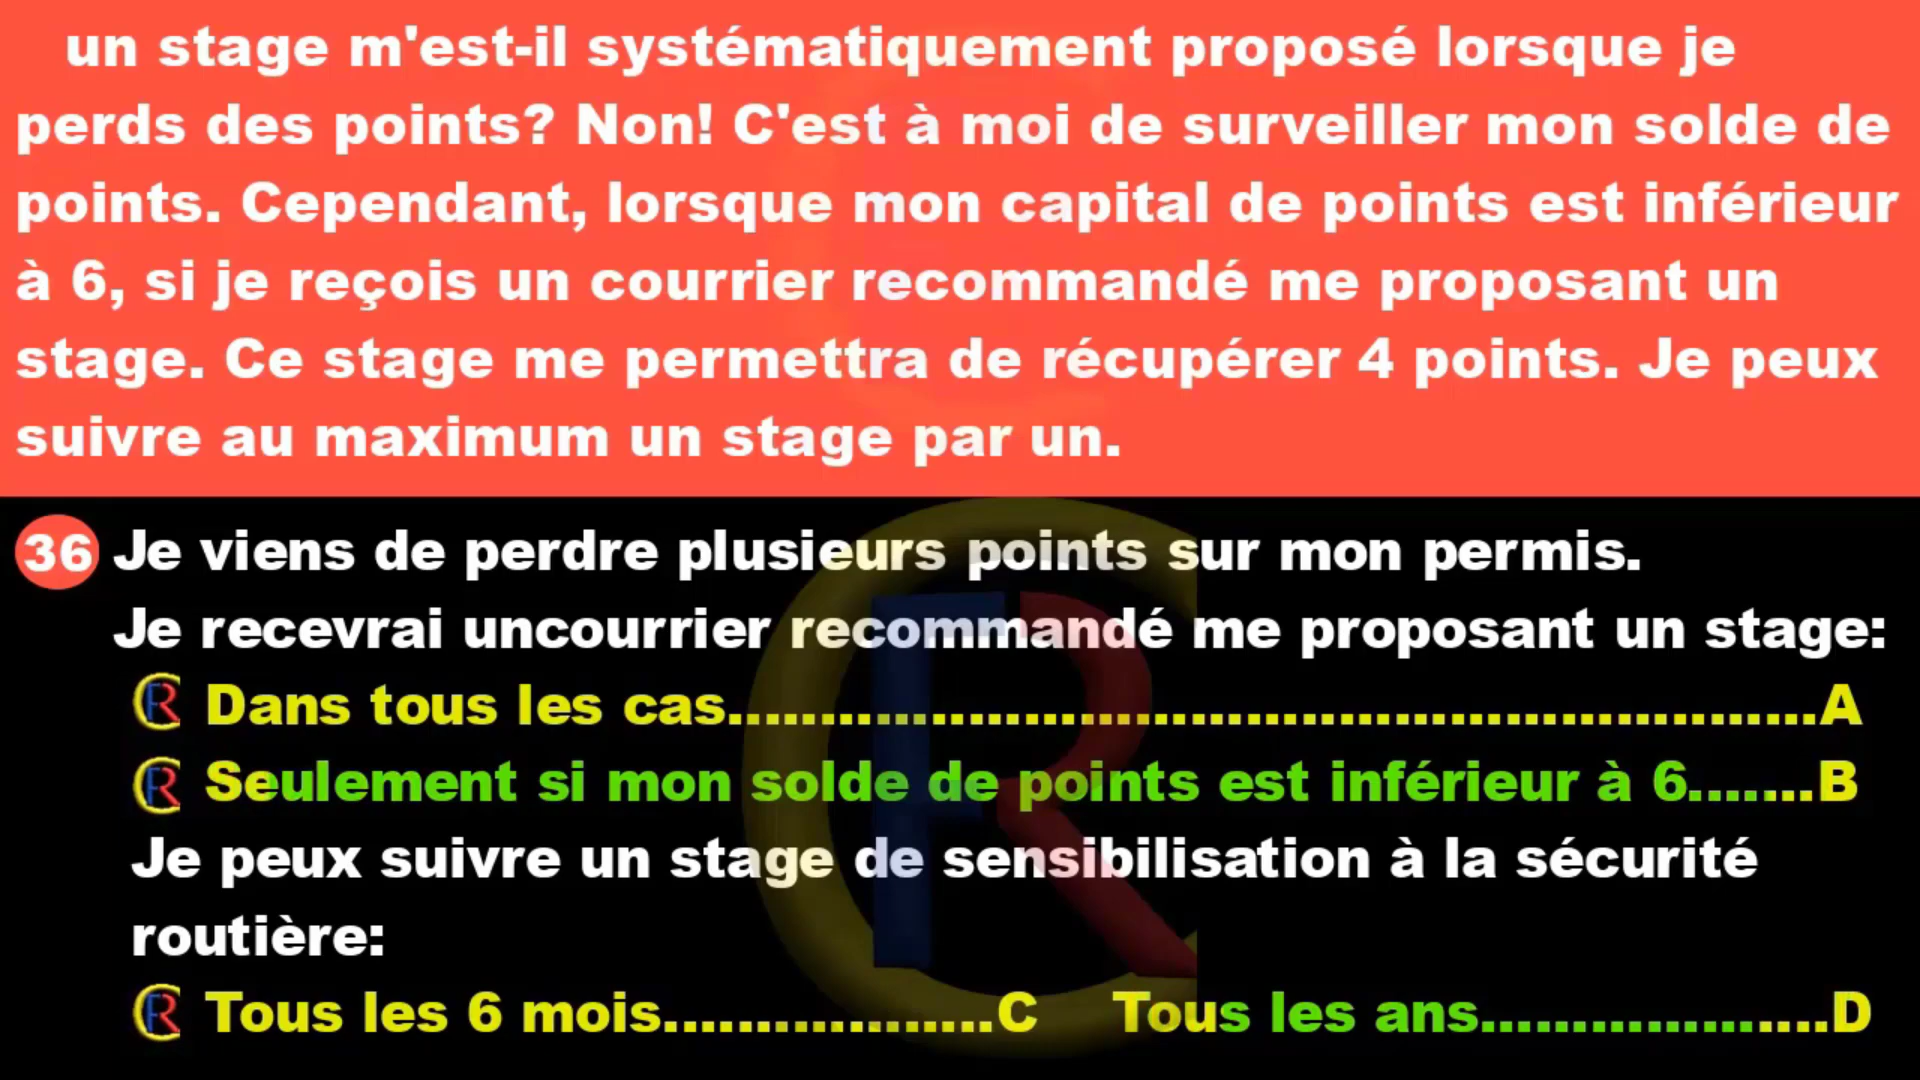 un stage m'est-il systématiquement proposé lorsque je
perds des points? Non! C'est à moi de surveiller mon solde de
points. Cependant, lorsque mon capital de points est inférieur
à 6, si je reçois un courrier recommandé me proposant un
stage. Ce stage me permettra de récupérer 4 points. Je peux
suivre au maximum un stage par un.
36 Je viens de perdre plusieurs points sur mon permis.
Je recevrai uncourrier recommandé me proposant un stage:
Dans tous les cas..........................................................A
Seulement si mon solde de points est inférieur à 6.......B
Je peux suivre un stage de sensibilisation à la sécurité
routière:
Tous les 6 mois..................C Tous les ans...................D